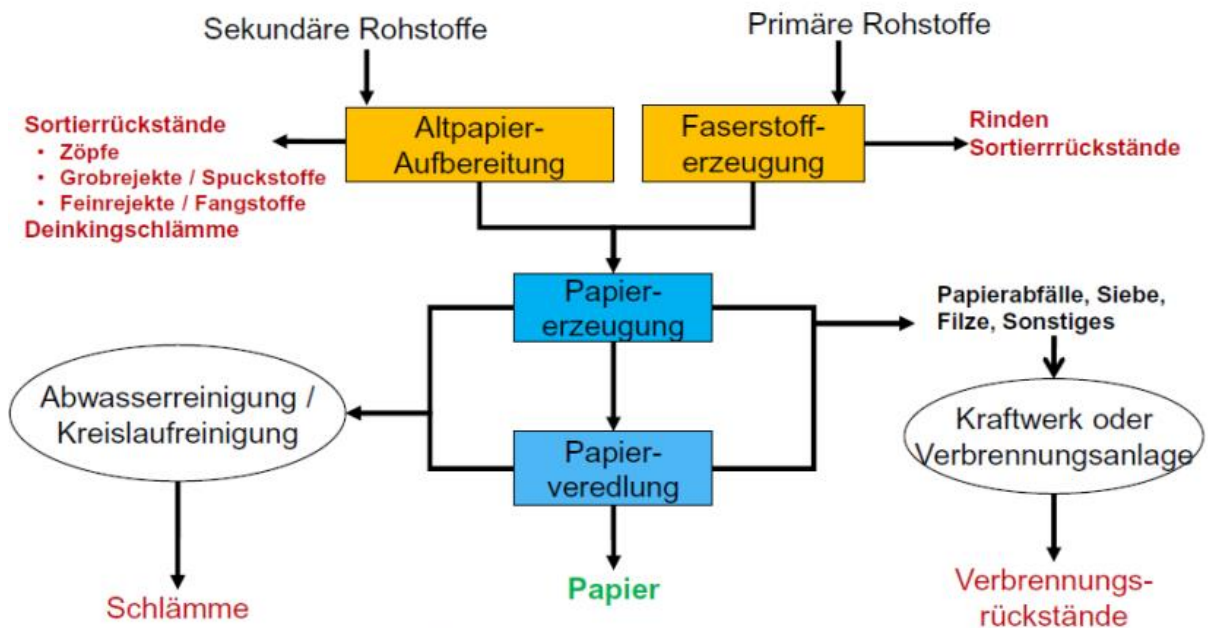 Sekundäre Rohstoffe
Primäre Rohstoffe
Sortierrückstände
• Zöpfe
• Grobrejekte / Spuckstoffe
• Feinrejekte / Fangstoffe
Deinkingschlämme
Altpapier-
Aufbereitung
Faserstoff-
erzeugung
Rinden
Sortierrrückstände
Papier-
erzeugung
Papierabfälle, Siebe,
Filze, Sonstiges
Abwasserreinigung /
Kreislaufreinigung
Papier-
veredlung
Kraftwerk oder
Verbrennungsanlage
Schlämme
Papier
Verbrennungs-
rückstände